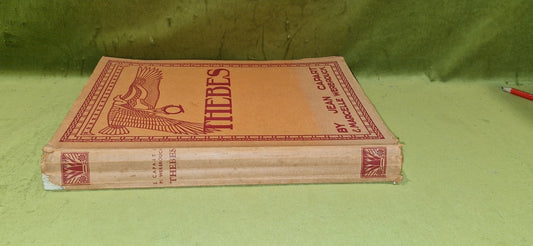 THEBES
BY JEAN CAPART
& MARCELLE WERBROUCK
J. CAPART
M. WERBROUCK
THEBES